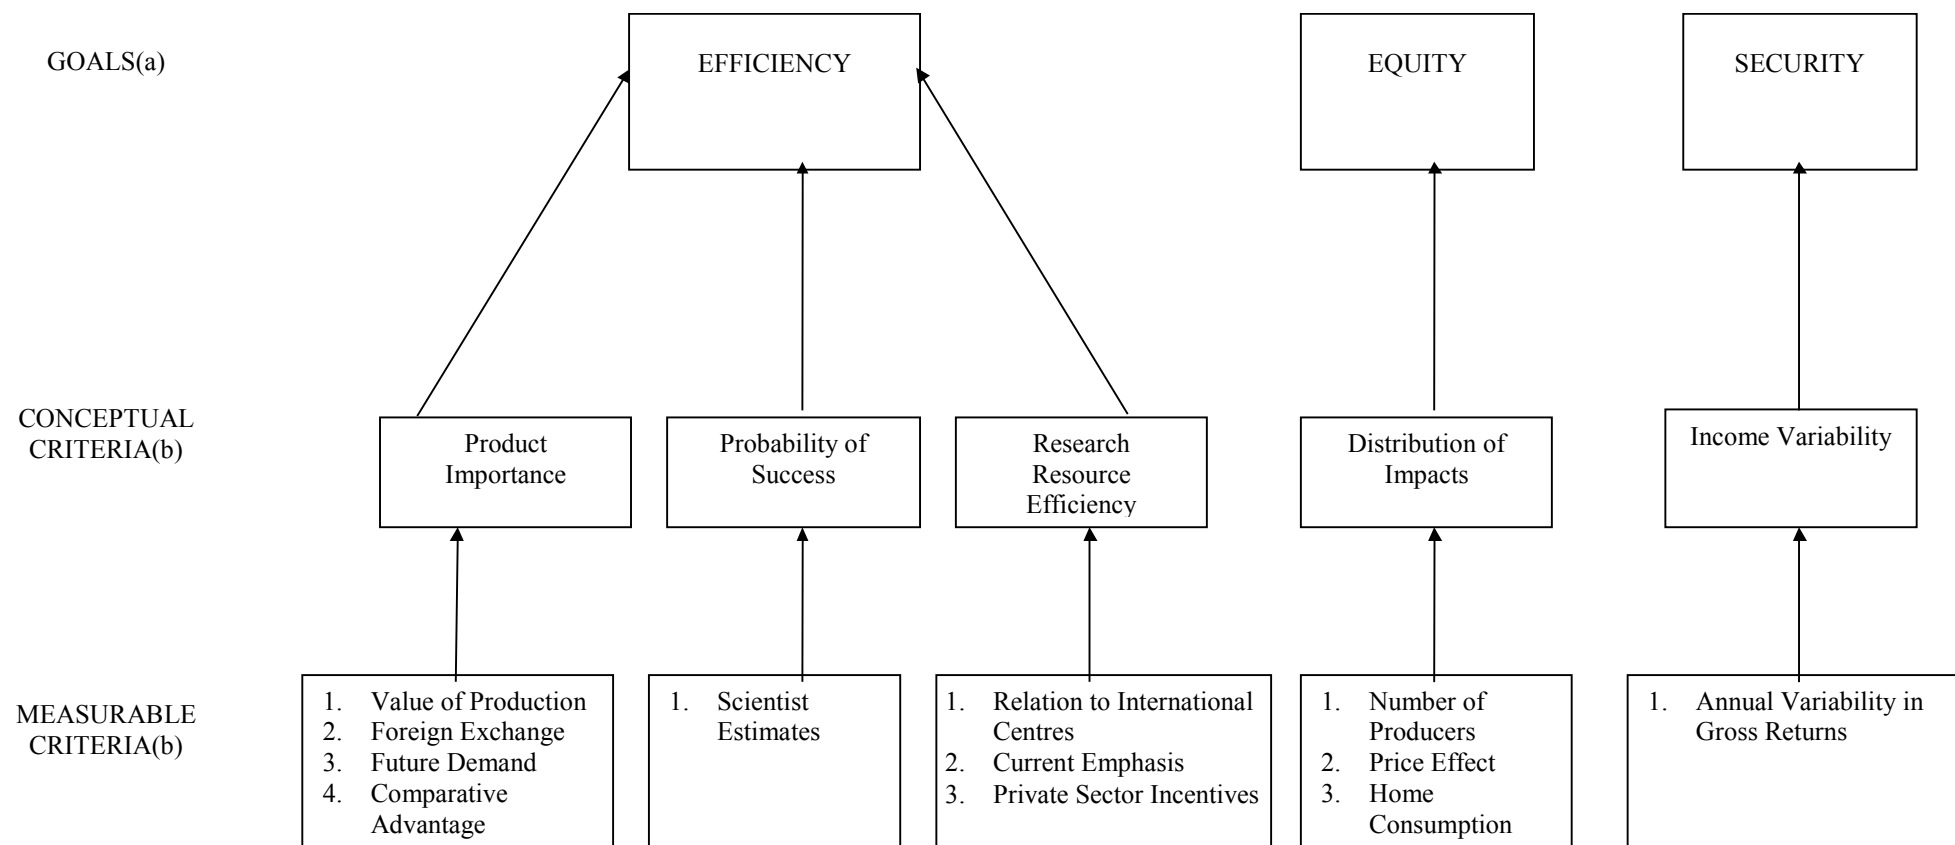 GOALS(a)
EFFICIENCY
EQUITY
SECURITY
CONCEPTUAL
CRITERIA(b)
Product
Importance
Probability of
Success
Research
Resource
Efficiency
Distribution of
Impacts
Income Variability
MEASURABLE
CRITERIA(b)
1. Value of Production
2. Foreign Exchange
3. Future Demand
4. Comparative
Advantage
1. Scientist
Estimates
1. Relation to International
Centres
2. Current Emphasis
3. Private Sector Incentives
1. Number of
Producers
2. Price Effect
3. Home
Consumption
1. Annual Variability in
Gross Returns